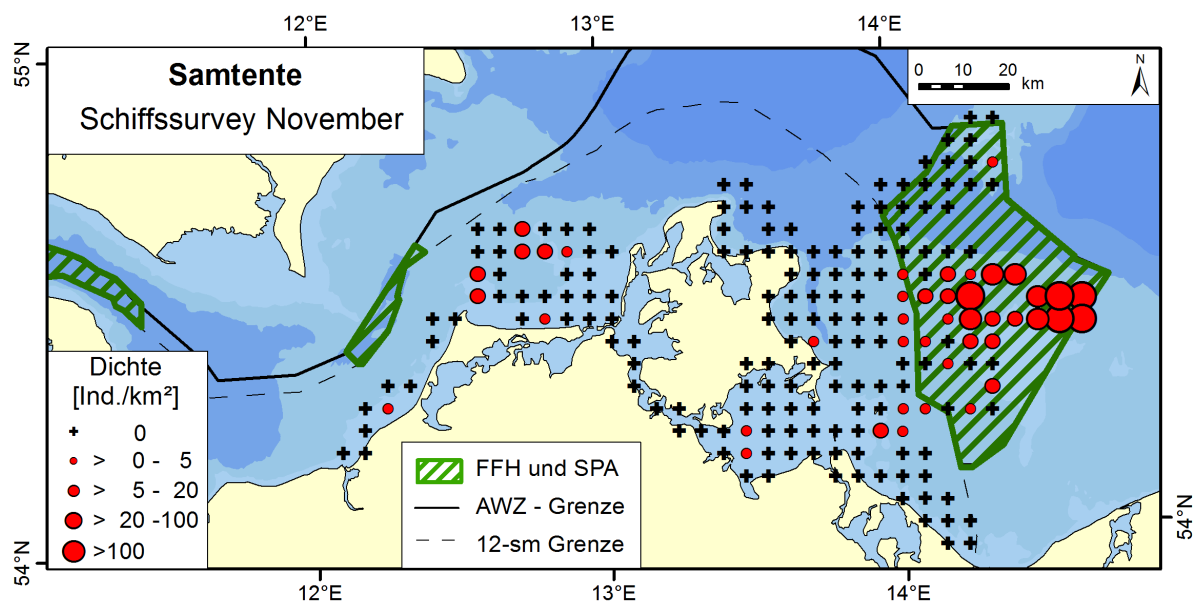 12°E 13°E 14°E
55°N
Samtente
Schiffssurvey November
0 10 20
km
N
Dichte
[Ind./km²]
0
> 0 - 5
> 5 - 20
> 20 -100
>100
FFH und SPA
AWZ - Grenze
12-sm Grenze
54°N
54°N
12°E 13°E 14°E